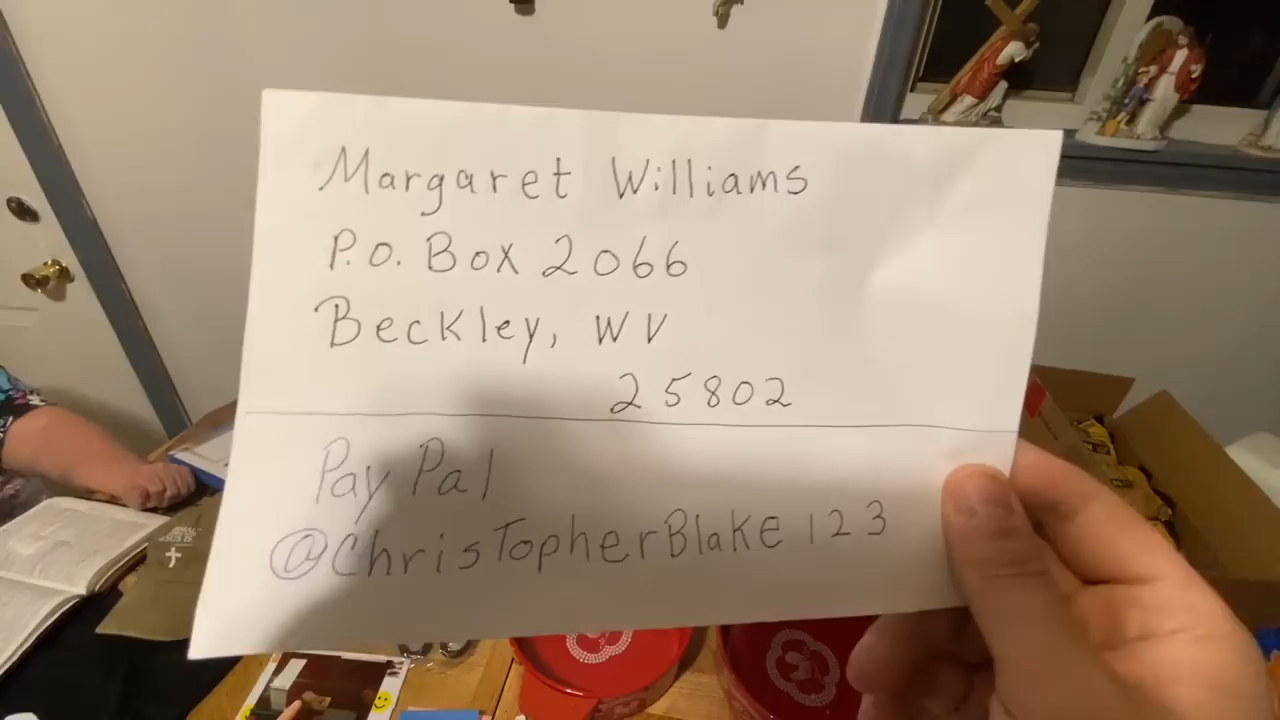 Margaret Williams
P.O. Box 2066
Beckley, WV
25802
PayPal
@ChrisTopherBlake123